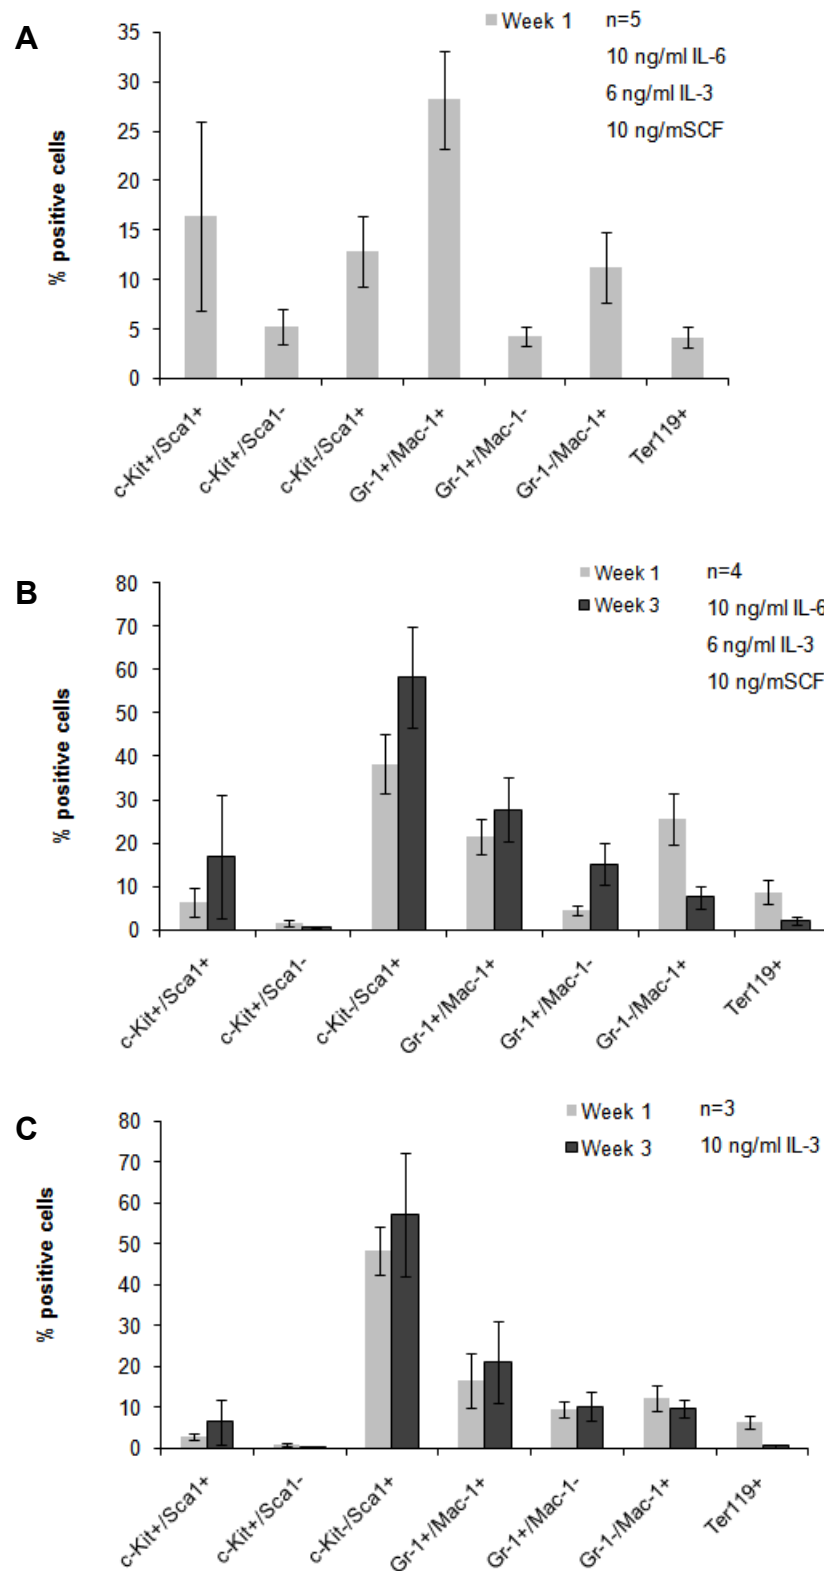 A
Week 1 n=5
10 ng/ml IL-6
6 ng/ml IL-3
10 ng/mSCF
% positive cells
35
30
25
20
15
10
5
0
c-Kit+/Sca1+
c-Kit+/Sca1-
c-Kit-/Sca1+
Gr-1+/Mac-1+
Gr-1+/Mac-1-
Gr-1-/Mac-1+
Ter119+
B
Week 1 n=4
Week 3 10 ng/ml IL-6
6 ng/ml IL-3
10 ng/mSCF
% positive cells
80
70
60
50
40
30
20
10
0
c-Kit+/Sca1+
c-Kit+/Sca1-
c-Kit-/Sca1+
Gr-1+/Mac-1+
Gr-1+/Mac-1-
Gr-1-/Mac-1+
Ter119+
C
Week 1 n=3
Week 3 10 ng/ml IL-3
% positive cells
80
70
60
50
40
30
20
10
0
c-Kit+/Sca1+
c-Kit+/Sca1-
c-Kit-/Sca1+
Gr-1+/Mac-1+
Gr-1+/Mac-1-
Gr-1-/Mac-1+
Ter119+